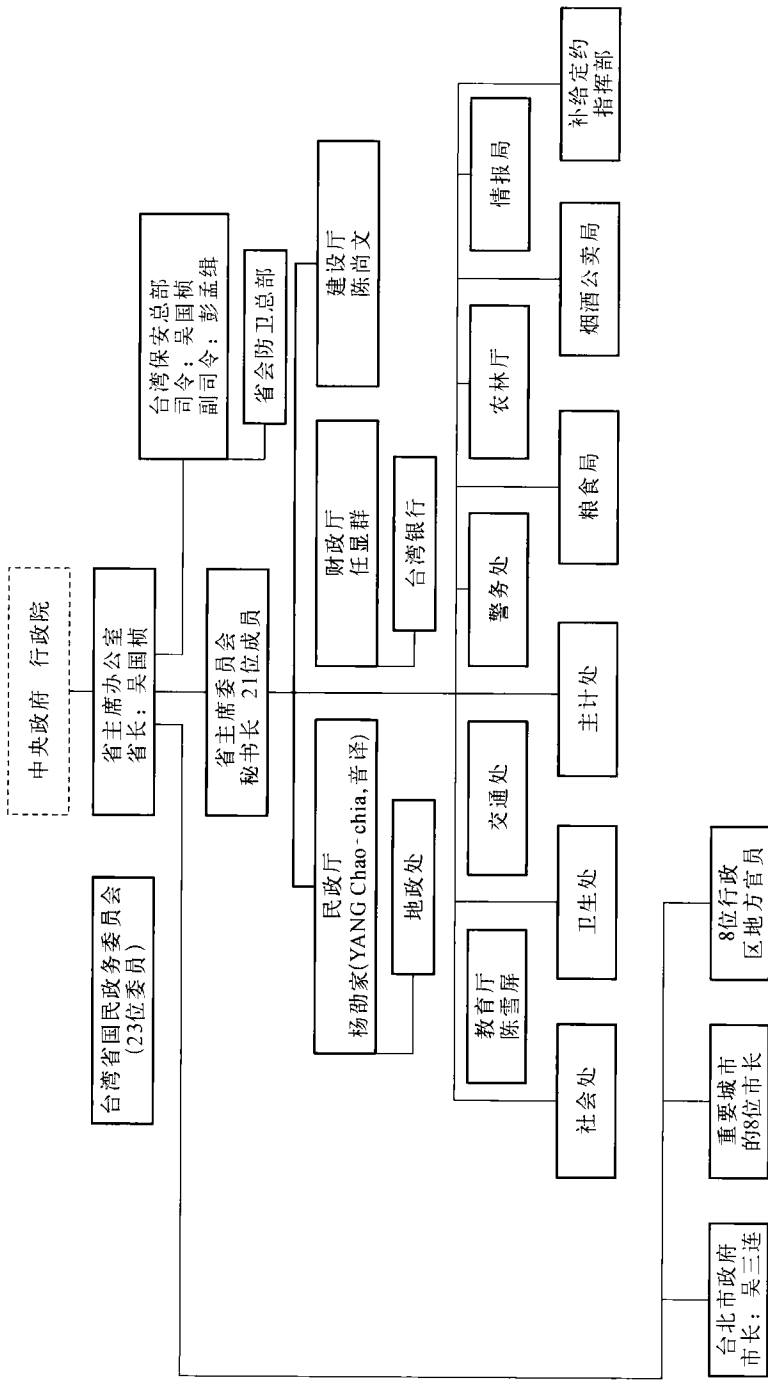 中央政府 行政院
台湾省国民政务委员会
(23位委员)
省主席办公室
省长：吴国桢
台湾保安总部
司令：吴国桢
副司令：彭孟缉
省会防卫总部
省主席委员会
秘书长 21位成员
民政厅
杨劭家(YANG Chao-chia,音译)
地政处
财政厅
任显群
台湾银行
建设厅
陈尚文
教育厅
陈雪屏
交通处
警务处
农林厅
情报局
社会处
卫生处
主计处
粮食局
烟酒公卖局
补给定约
指挥部
台北市政府
市长：吴三连
重要城市
的8位市长
8位行政
区地方官员